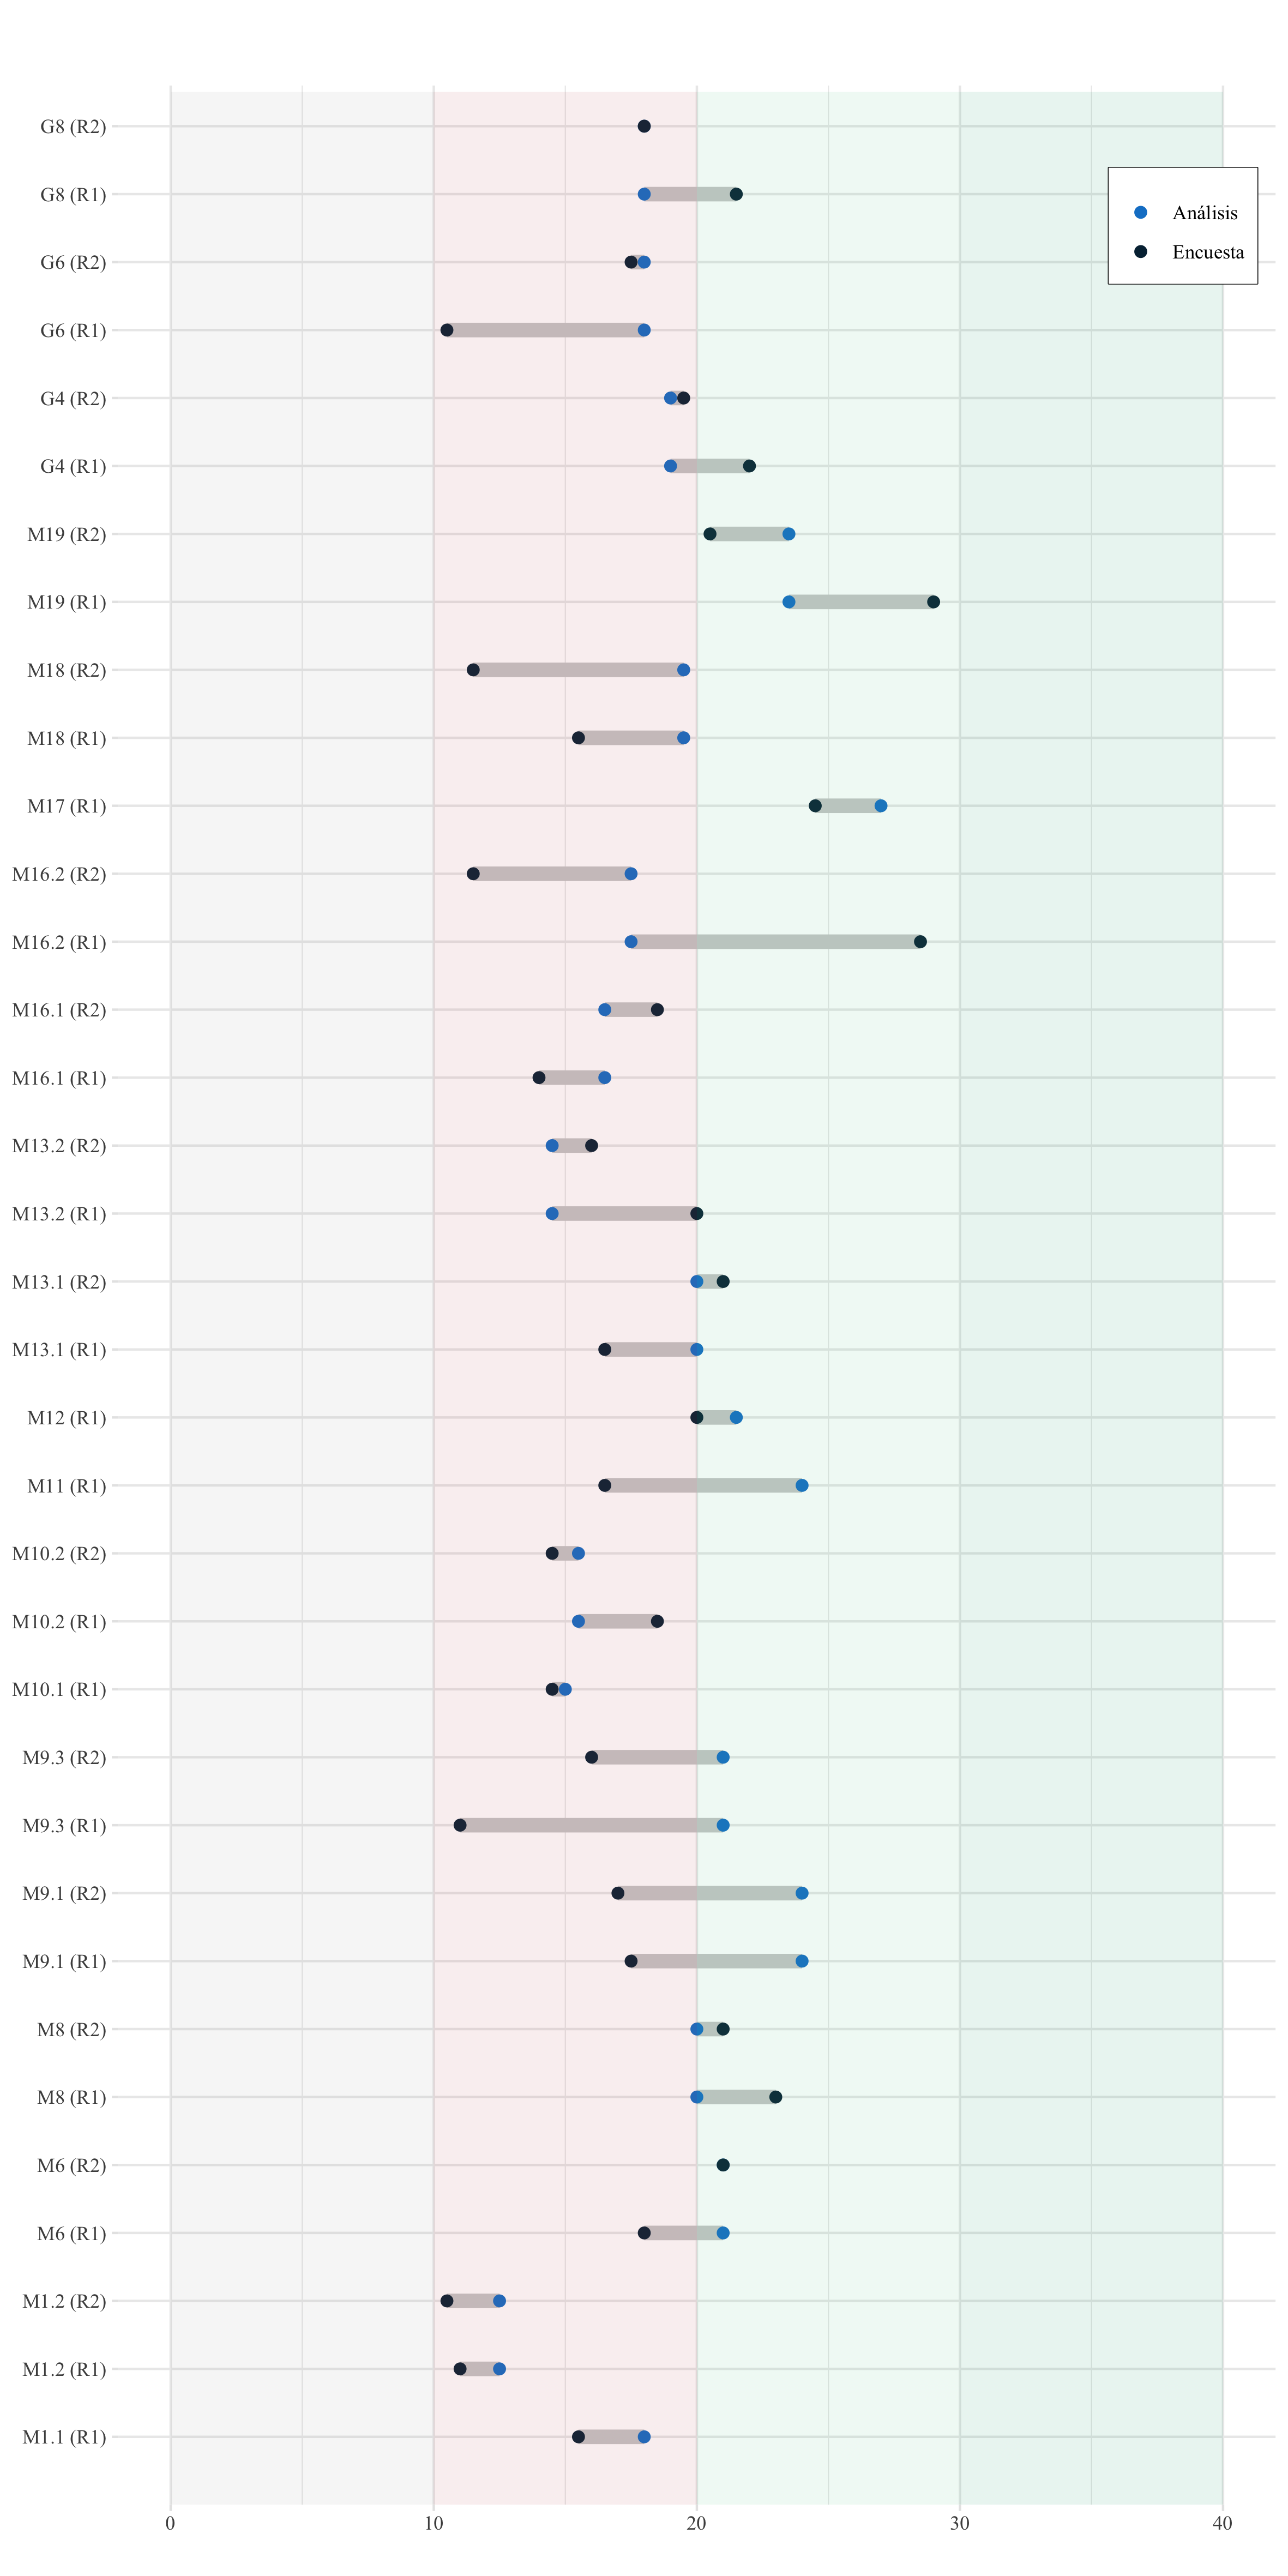 G8 (R2)
G8 (R1)
Análisis
Encuesta
G6 (R2)
G6 (R1)
G4 (R2)
G4 (R1)
M19 (R2)
M19 (R1)
M18 (R2)
M18 (R1)
M17 (R1)
M16.2 (R2)
M16.2 (R1)
M16.1 (R2)
M16.1 (R1)
M13.2 (R2)
M13.2 (R1)
M13.1 (R2)
M13.1 (R1)
M12 (R1)
M11 (R1)
M10.2 (R2)
M10.2 (R1)
M10.1 (R1)
M9.3 (R2)
M9.3 (R1)
M9.1 (R2)
M9.1 (R1)
M8 (R2)
M8 (R1)
M6 (R2)
M6 (R1)
M1.2 (R2)
M1.2 (R1)
M1.1 (R1)
0 10 20 30 40